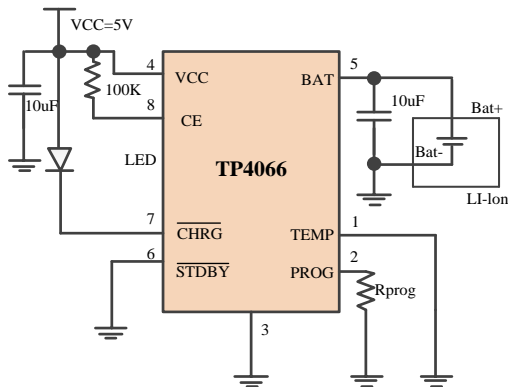 VCC=5V
4
VCC
5
BAT
100K
10uF
8
CE
10uF
Bat+
Bat-
LED
TP4066
LI-lon
7
CHRG
TEMP
1
6
STDBY
PROG
2
Rprog
3